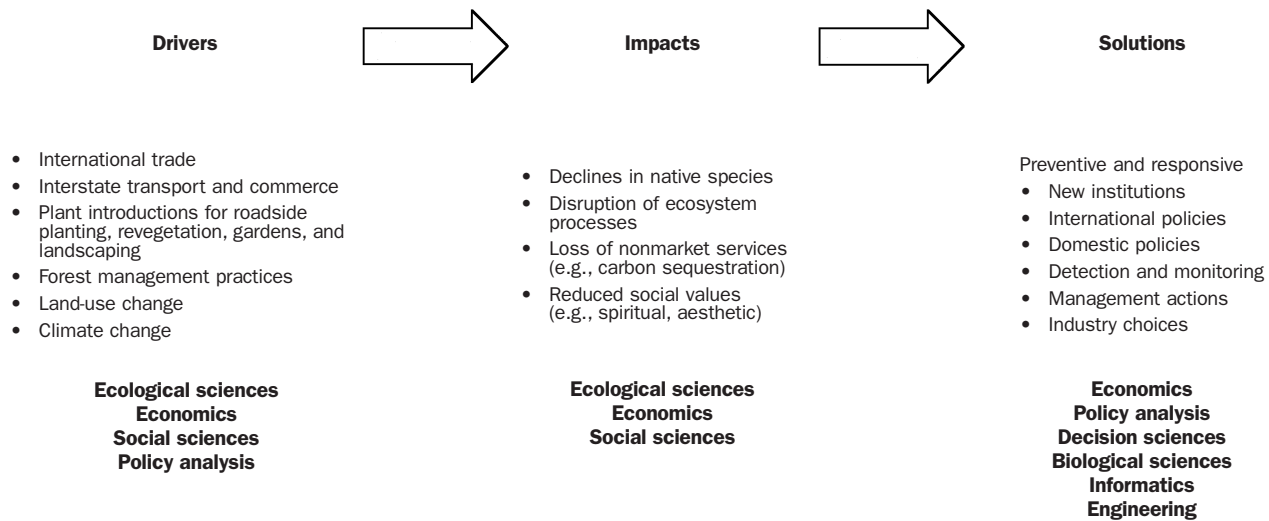 Drivers
Impacts
Solutions
• International trade
• Interstate transport and commerce
• Plant introductions for roadside
planting, revegetation, gardens, and
landscaping
• Forest management practices
• Land-use change
• Climate change
Ecological sciences
Economics
Social sciences
Policy analysis
• Declines in native species
• Disruption of ecosystem
processes
• Loss of nonmarket services
(e.g., carbon sequestration)
• Reduced social values
(e.g., spiritual, aesthetic)
Ecological sciences
Economics
Social sciences
Preventive and responsive
• New institutions
• International policies
• Domestic policies
• Detection and monitoring
• Management actions
• Industry choices
Economics
Policy analysis
Decision sciences
Biological sciences
Informatics
Engineering